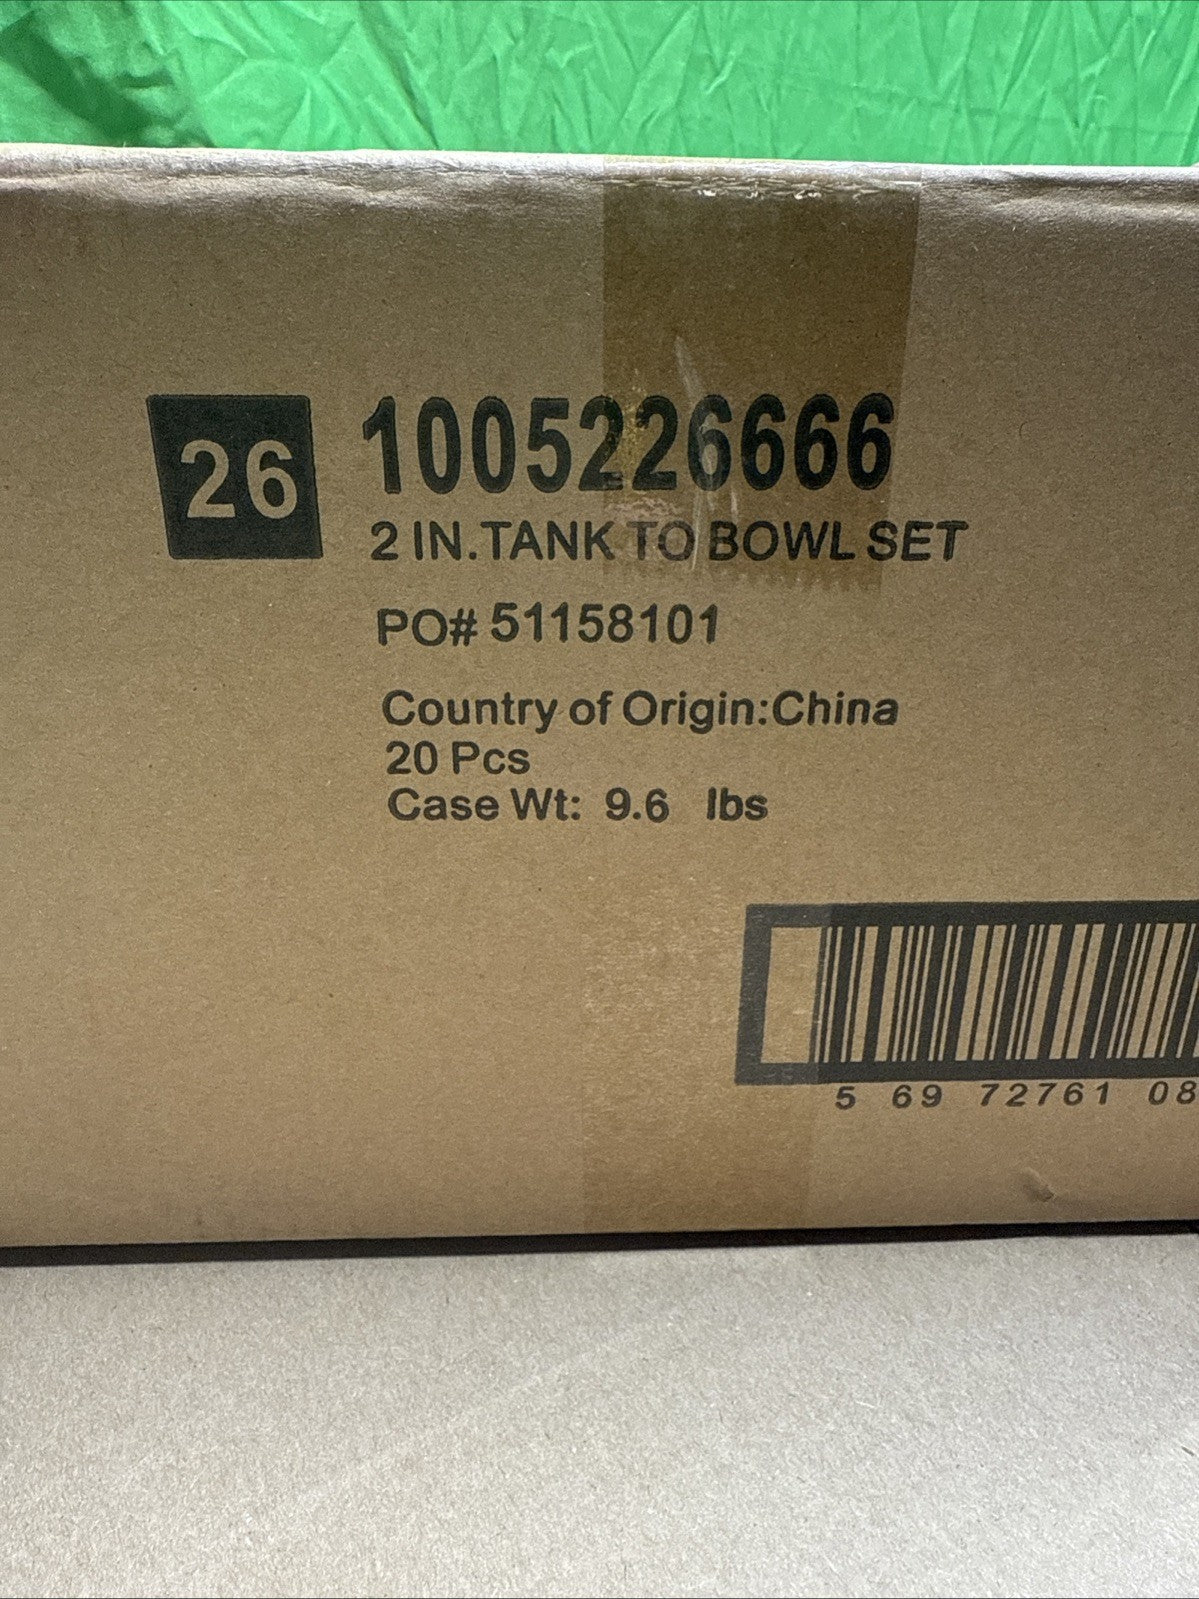 26
1005226666
2 IN.TANK TO BOWL SET
PO# 51158101
Country of Origin:China
20 Pcs
Case Wt: 9.6 lbs
5 69 72761 08